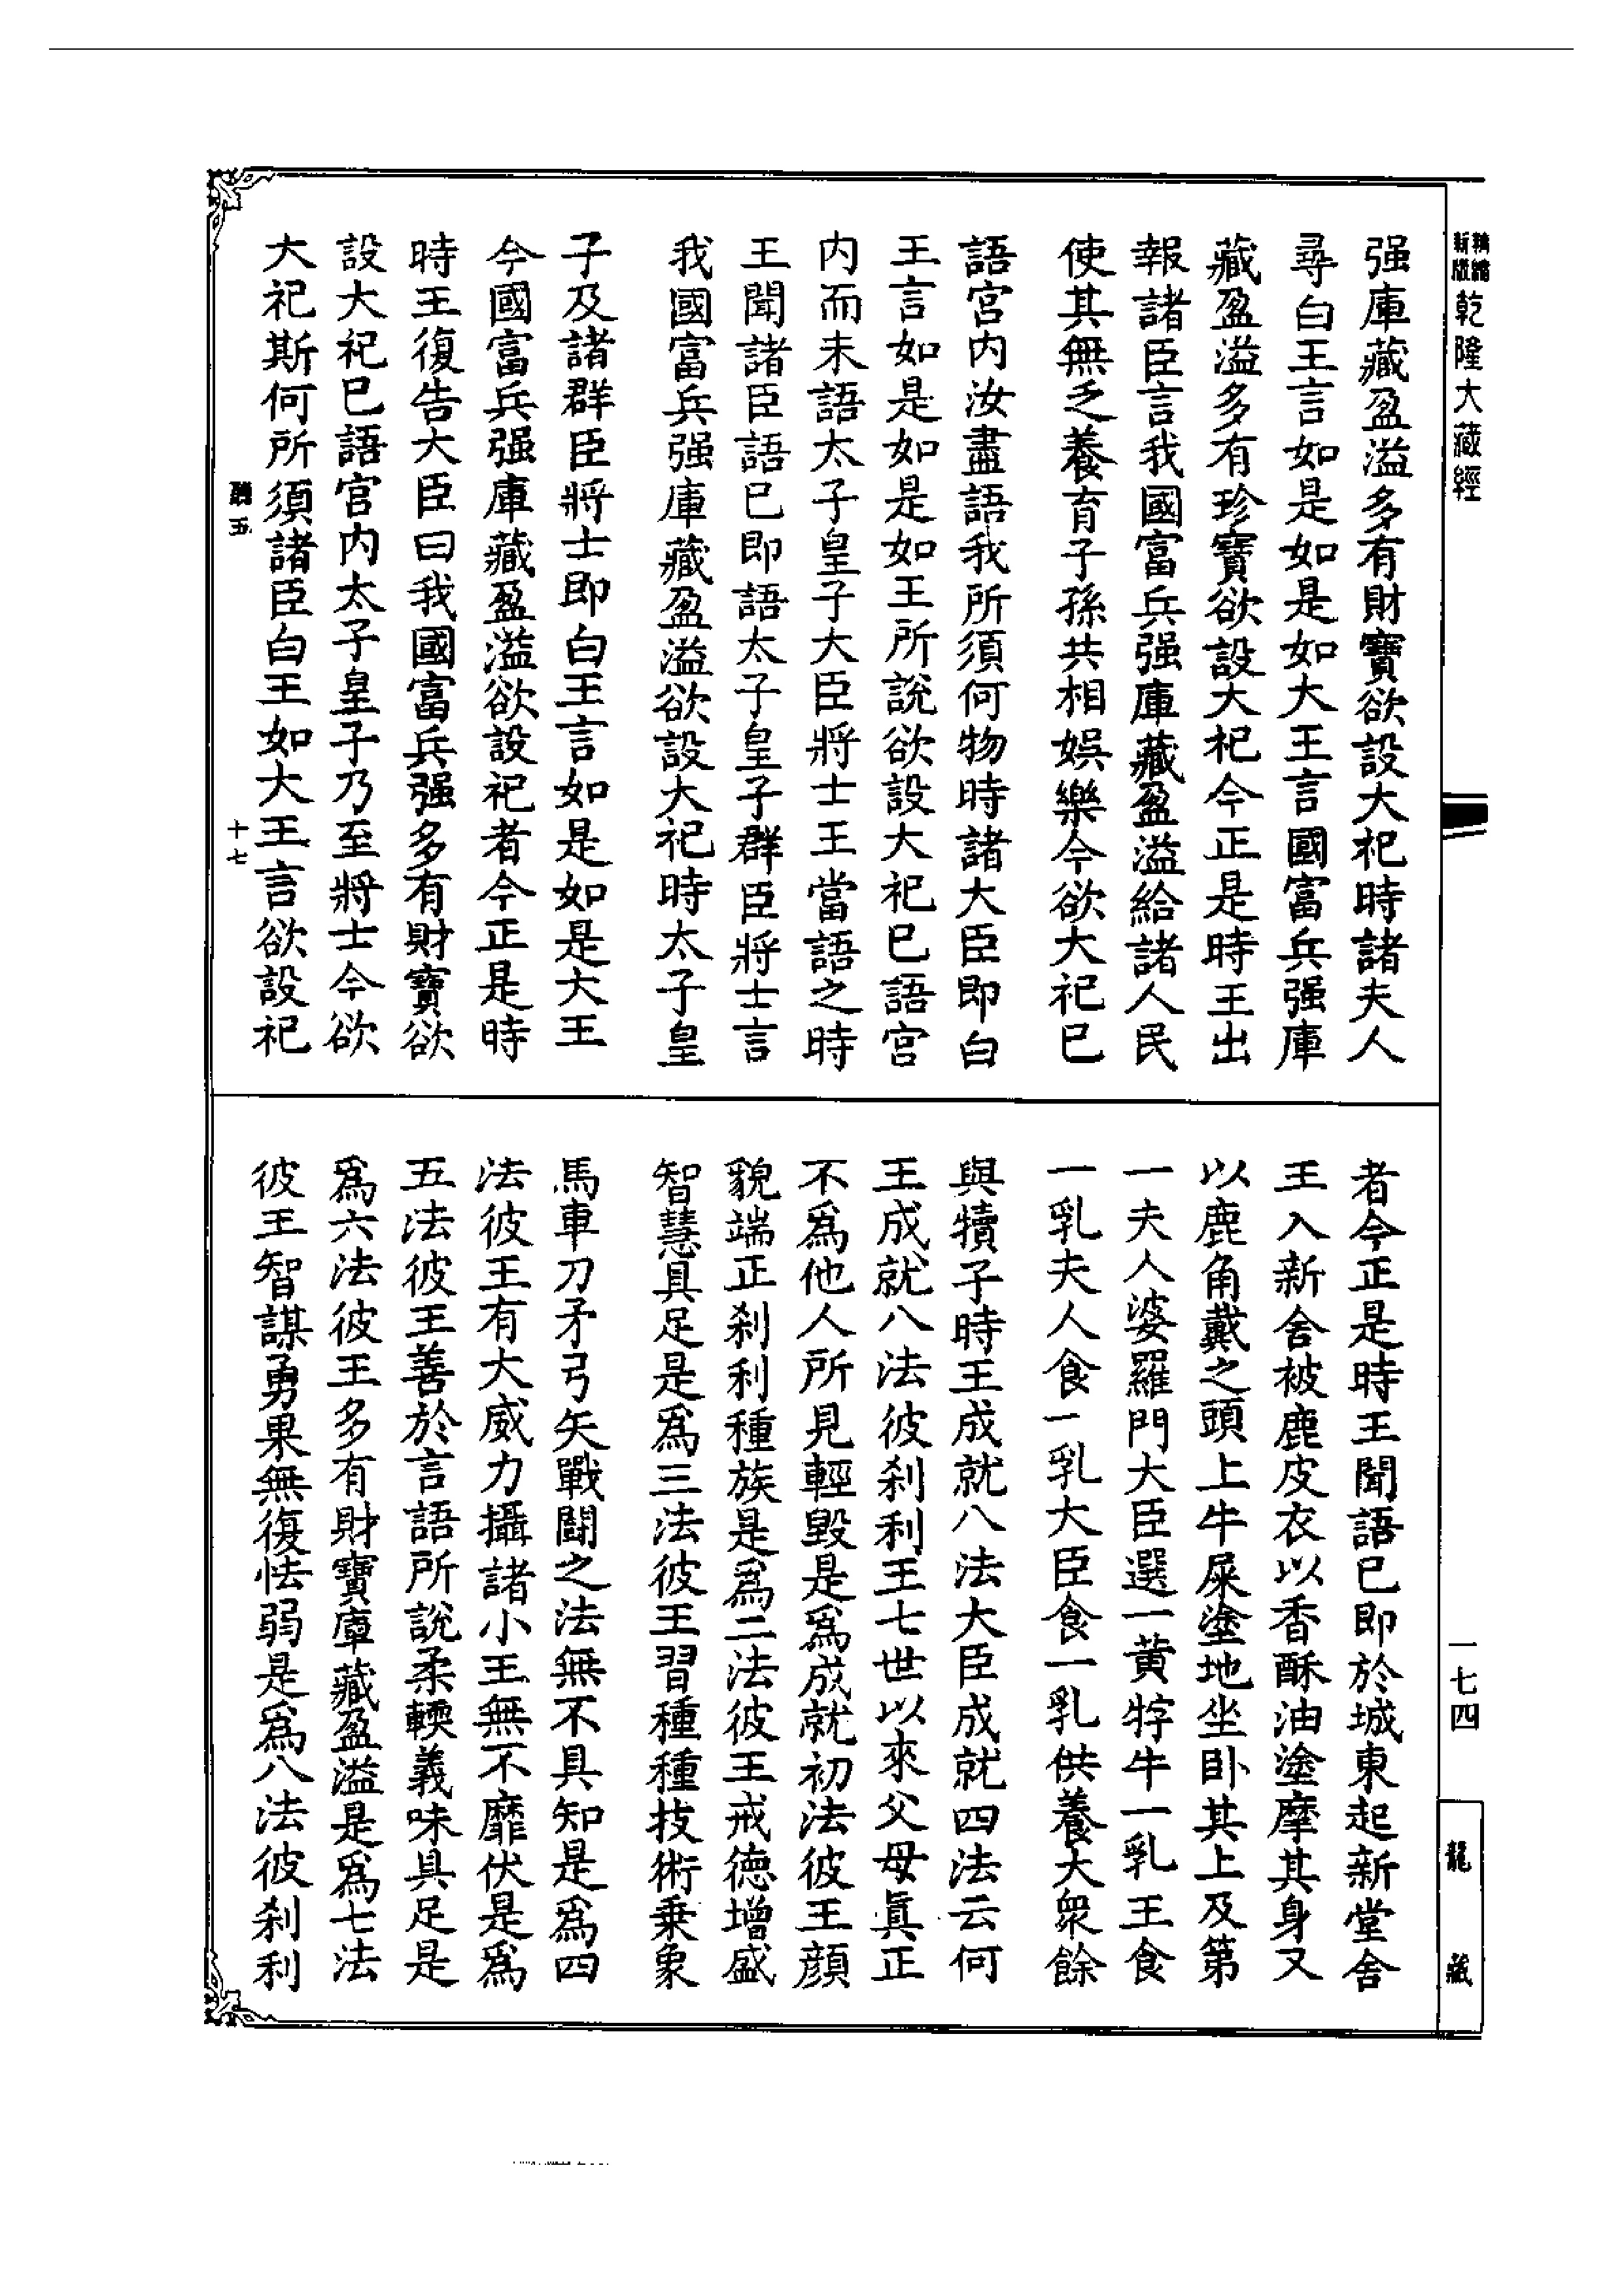 精縮新版乾隆大藏經
强庫藏盈溢多有財寶欲設大祀時諸夫人
尋白王言如是如是如大王言國富兵强庫
藏盈溢多有珍寶欲設大祀今正是時王出
報諸臣言我國富兵强庫藏盈溢給諸人民
使其無乏養育子孫共相娛樂今欲大祀已
語宮內汝盡語我所須何物時諸大臣即白
王言如是如是如王所說欲設大祀已語宮
内而未語太子皇子大臣將士王當語之時
王聞諸臣語已即語太子皇子群臣將士言
我國富兵强庫藏盈溢欲設大祀時太子皇
子及諸群臣將士即白王言如是如是大王
今國富兵强庫藏盈溢欲設祀者今正是時
時王復告大臣曰我國富兵强多有財寶欲
設大祀已語宮内太子皇子乃至將士今欲
大祀斯何所須諸臣白王如大王言欲設祀
聽五
十七
者今正是時王聞語已即於城東起新堂舍
王入新舍被鹿皮衣以香酥油塗摩其身又
以鹿角戴之頭上牛屎塗地坐卧其上及第
一夫人婆羅門大臣選一黄牸牛一乳王食
一乳夫人食一乳大臣食一乳供養大衆餘
與犢子時王成就八法大臣成就四法云何
王成就八法彼刹利王七世以來父母眞正
不爲他人所見輕毀是爲成就初法彼王顔
貌端正刹利種族是爲二法彼王戒德增盛
智慧具足是爲三法彼王習種種技術乗象
馬車刀矛弓矢戰鬪之法無不具知是爲四
法彼王有大威力攝諸小王無不靡伏是爲
五法彼王善於言語所說柔輭義味具足是
爲六法彼王多有財寶庫藏盈溢是爲七法
彼王智謀勇果無復怯弱是爲八法彼刹利
一七四
龍藏